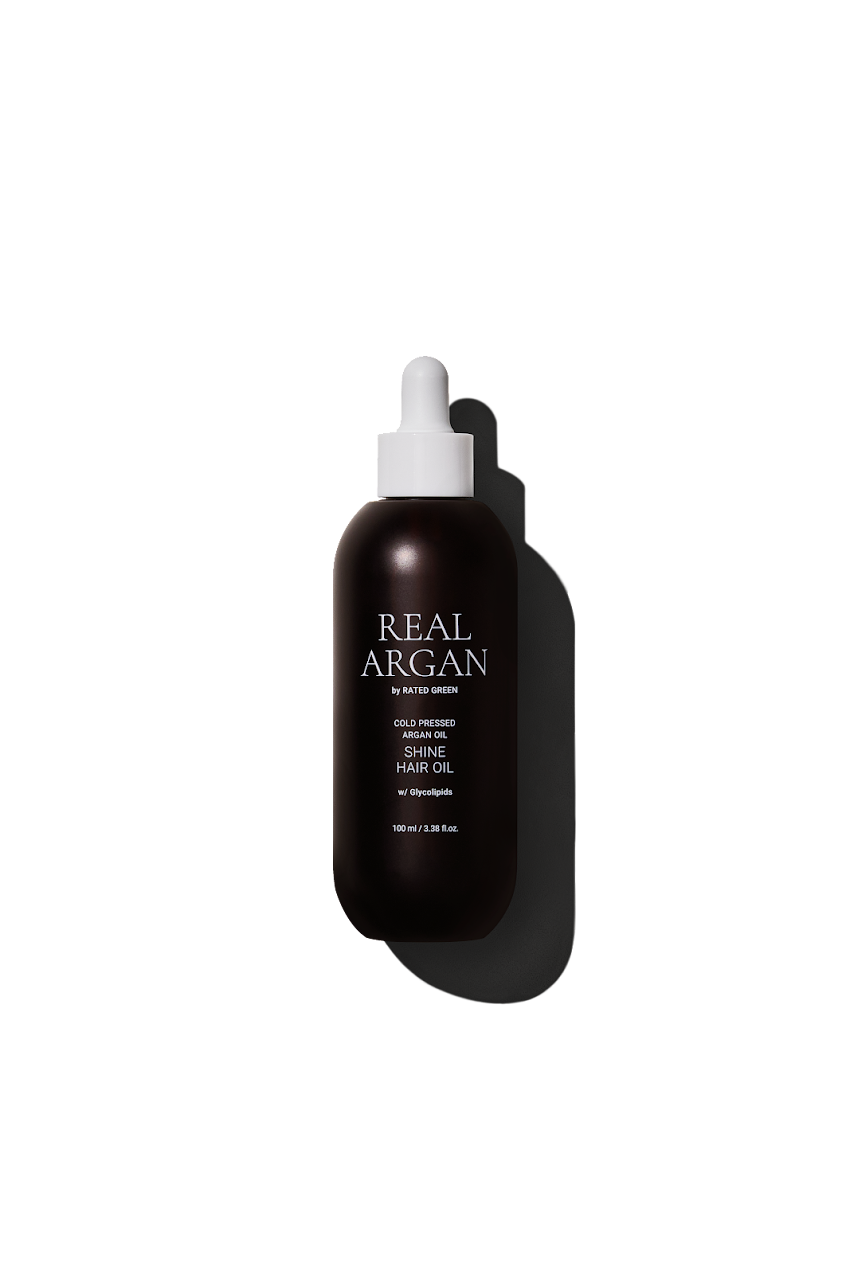 REAL
ARGAN
by RATED GREEN
COLD PRESSED
ARGAN OIL
SHINE
HAIR OIL
w/ Glycolipids
100 ml / 3.38 fl.oz.